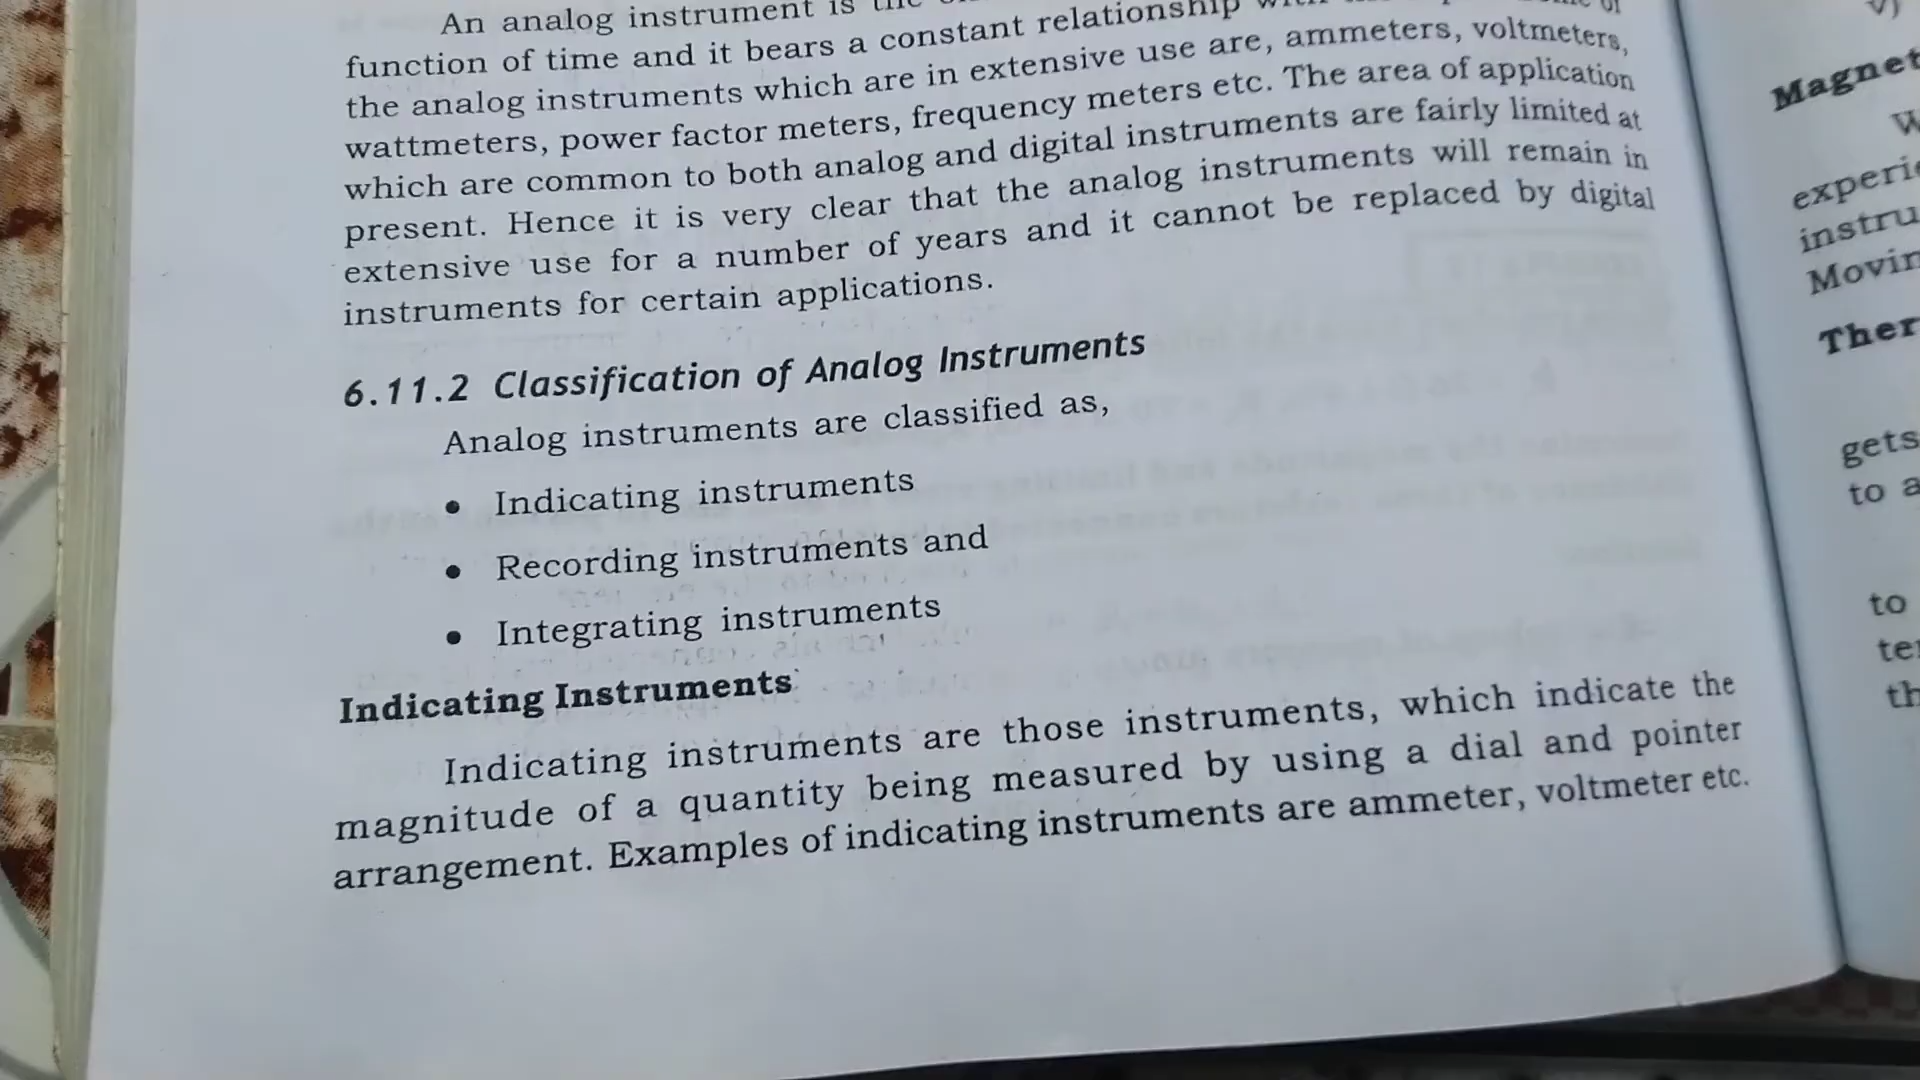 An analog instrument is the
function of time and it bears a constant relationship
the analog instruments which are in extensive use are, ammeters, voltmeters,
wattmeters, power factor meters, frequency meters etc. The area of application
which are common to both analog and digital instruments are fairly limited at
present. Hence it is very clear that the analog instruments will remain in
extensive use for a number of years and it cannot be replaced by digital
instruments for certain applications.
6.11.2 Classification of Analog Instruments
Analog instruments are classified as,
• Indicating instruments
• Recording instruments and
• Integrating instruments
Indicating Instruments
Indicating instruments are those instruments, which indicate the
magnitude of a quantity being measured by using a dial and pointer
arrangement. Examples of indicating instruments are ammeter, voltmeter etc.
v)
Magnet
W
experie
instru
Movin
Ther
gets
to a
to
te
th